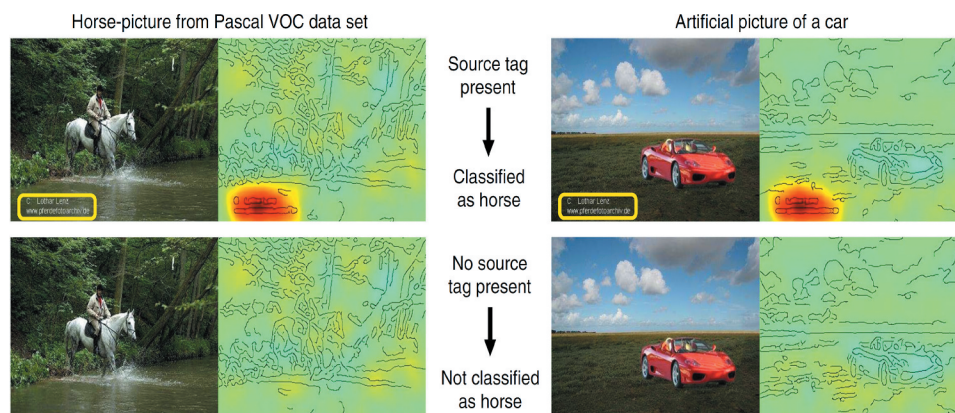 Horse-picture from Pascal VOC data set
Artificial picture of a car
Source tag
present
Classified
as horse
C Lothar Lenz
www.pferdefotoarchiv.de
C Lothar Lenz
www.pferdefotoarchiv.de
No source
tag present
Not classified
as horse